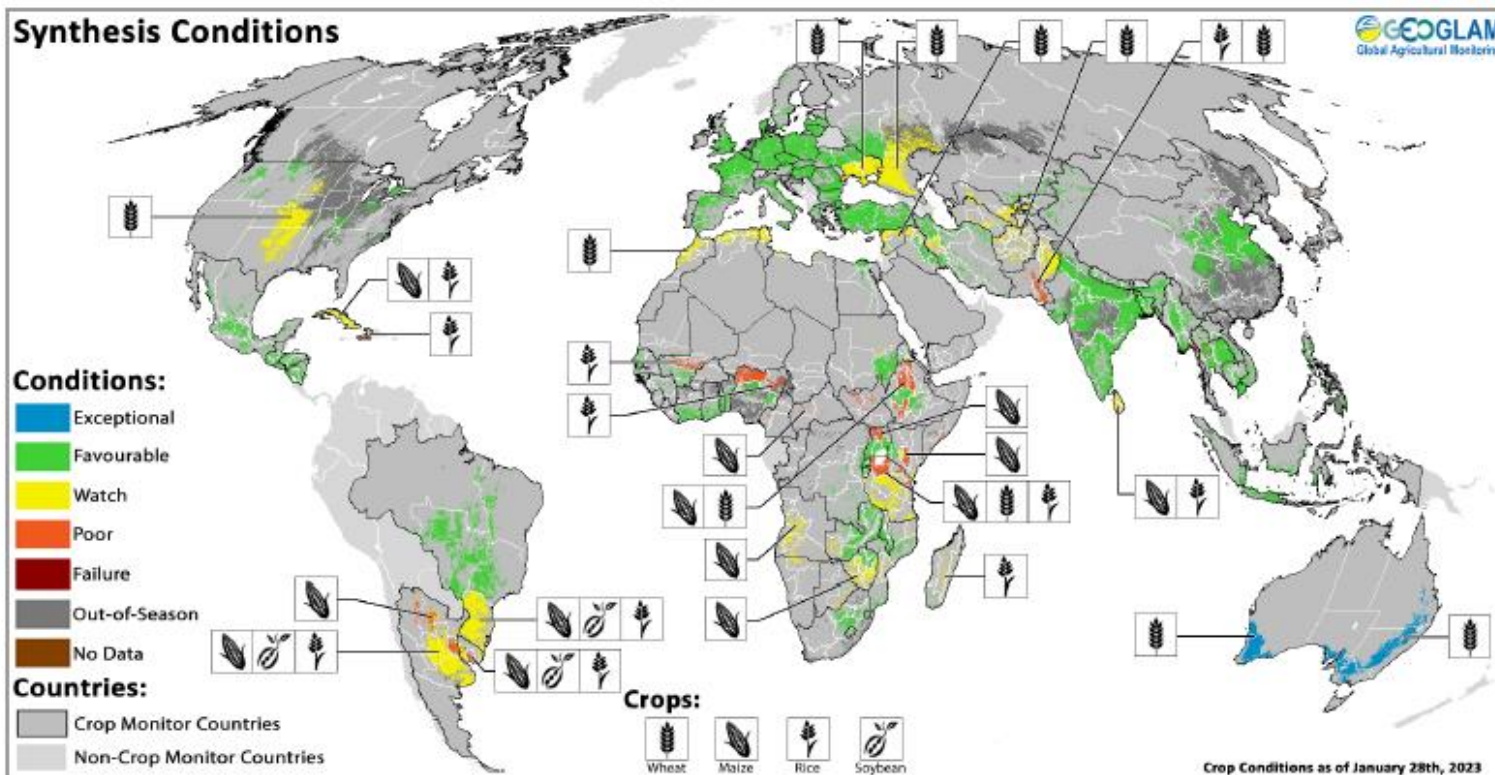 Synthesis Conditions
GEOGLAM
Global Agricultural Monitorin
Conditions:
Exceptional
Favourable
Watch
Poor
Failure
Out-of-Season
No Data
Countries:
Crop Monitor Countries
Non-Crop Monitor Countries
Crops:
Wheat
Maize
Rice
Soybean
Crop Conditions as of January 28th, 2023